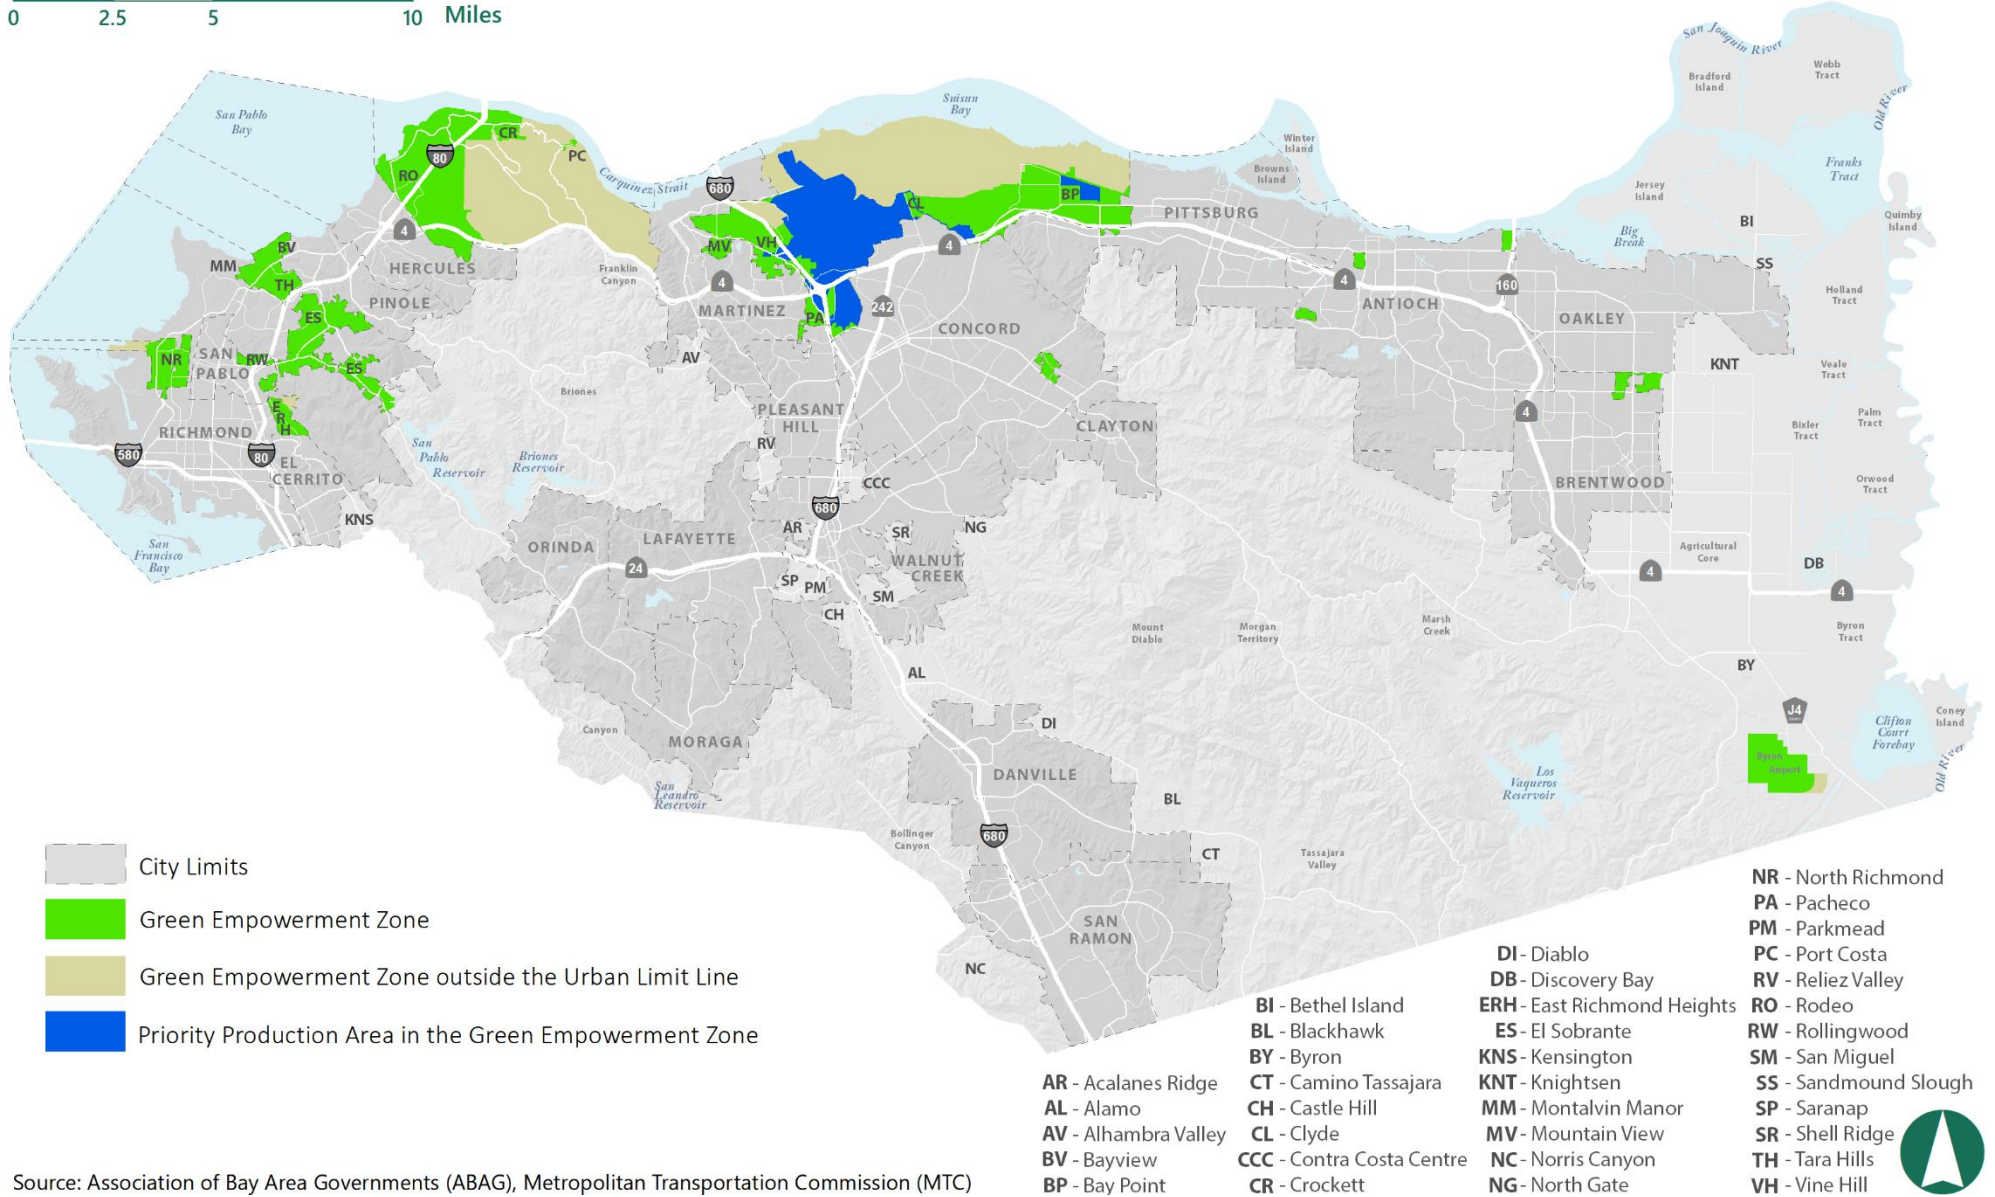 0 2.5 5 10 Miles
San Joaquin River
Webb
Tract
Bradford
Island
Old River
San Pablo
Bay
Suisun
Bay
Winter
Island
Browns
Island
Franks
Tract
Jersey
Island
Quimby
Island
Big
Break
Carquinez Strait
CR
PC
80
RO
680
4
BV
MM
TH
HERCULES
PINOLE
ES
NR
SAN
PABLO
RW
ES
E
R
H
RICHMOND
580
80
EL
CERRITO
KNS
San
Francisco
Bay
San
Pablo
Reservoir
Briones
Reservoir
Briones
Franklin
Canyon
MV
VH
4
MARTINEZ
PA
AV
CL
BP
4
242
CONCORD
PITTSBURG
PLEASANT
HILL
RV
CLAYTON
CCC
680
AR
SR
NG
WALNUT
CREEK
SP
PM
SM
CH
ORINDA
LAFAYETTE
24
AL
Canyon
MORAGA
San
Leandro
Reservoir
DI
DANVILLE
BL
680
Bollinger
Canyon
CT
Tassajara
Valley
SAN
RAMON
NC
4
ANTIOCH
160
OAKLEY
BI
SS
Holland
Tract
KNT
Veale
Tract
Palm
Tract
Bixler
Tract
4
Orwood
Tract
BRENTWOOD
Agricultural
Core
DB
4
4
Byron
Tract
Mount
Diablo
Morgan
Territory
Marsh
Creek
BY
J4
Clifton
Court
Forebay
Coney
Island
Old River
Byron
Airport
Los
Vaqueros
Reservoir
City Limits
Green Empowerment Zone
Green Empowerment Zone outside the Urban Limit Line
Priority Production Area in the Green Empowerment Zone
AR - Acalanes Ridge
AL - Alamo
AV - Alhambra Valley
BV - Bayview
BP - Bay Point
BI - Bethel Island
BL - Blackhawk
BY - Byron
CT - Camino Tassajara
CH - Castle Hill
CL - Clyde
CCC - Contra Costa Centre
CR - Crockett
DI - Diablo
DB - Discovery Bay
ERH - East Richmond Heights
ES - El Sobrante
KNS - Kensington
KNT - Knightsen
MM - Montalvin Manor
MV - Mountain View
NC - Norris Canyon
NG - North Gate
NR - North Richmond
PA - Pacheco
PM - Parkmead
PC - Port Costa
RV - Reliez Valley
RO - Rodeo
RW - Rollingwood
SM - San Miguel
SS - Sandmound Slough
SP - Saranap
SR - Shell Ridge
TH - Tara Hills
VH - Vine Hill
Source: Association of Bay Area Governments (ABAG), Metropolitan Transportation Commission (MTC)